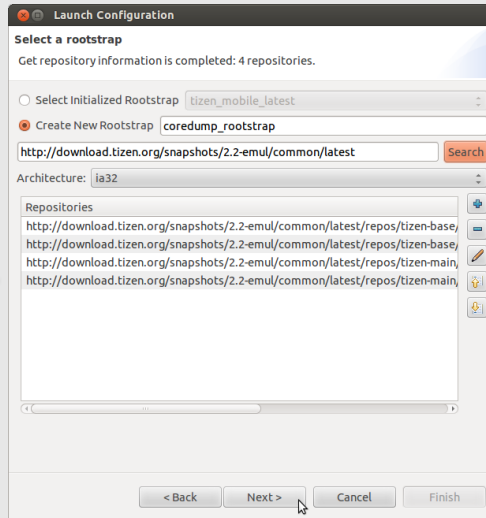 Launch Configuration
Select a rootstrap
Get repository information is completed: 4 repositories.
Select Initialized Rootstrap tizen_mobile_latest
Create New Rootstrap coredump_rootstrap
http://download.tizen.org/snapshots/2.2-emul/common/latest Search
Architecture: ia32
Repositories
http://download.tizen.org/snapshots/2.2-emul/common/latest/repos/tizen-base/
http://download.tizen.org/snapshots/2.2-emul/common/latest/repos/tizen-base/
http://download.tizen.org/snapshots/2.2-emul/common/latest/repos/tizen-main/
http://download.tizen.org/snapshots/2.2-emul/common/latest/repos/tizen-main/
< Back Next > Cancel Finish